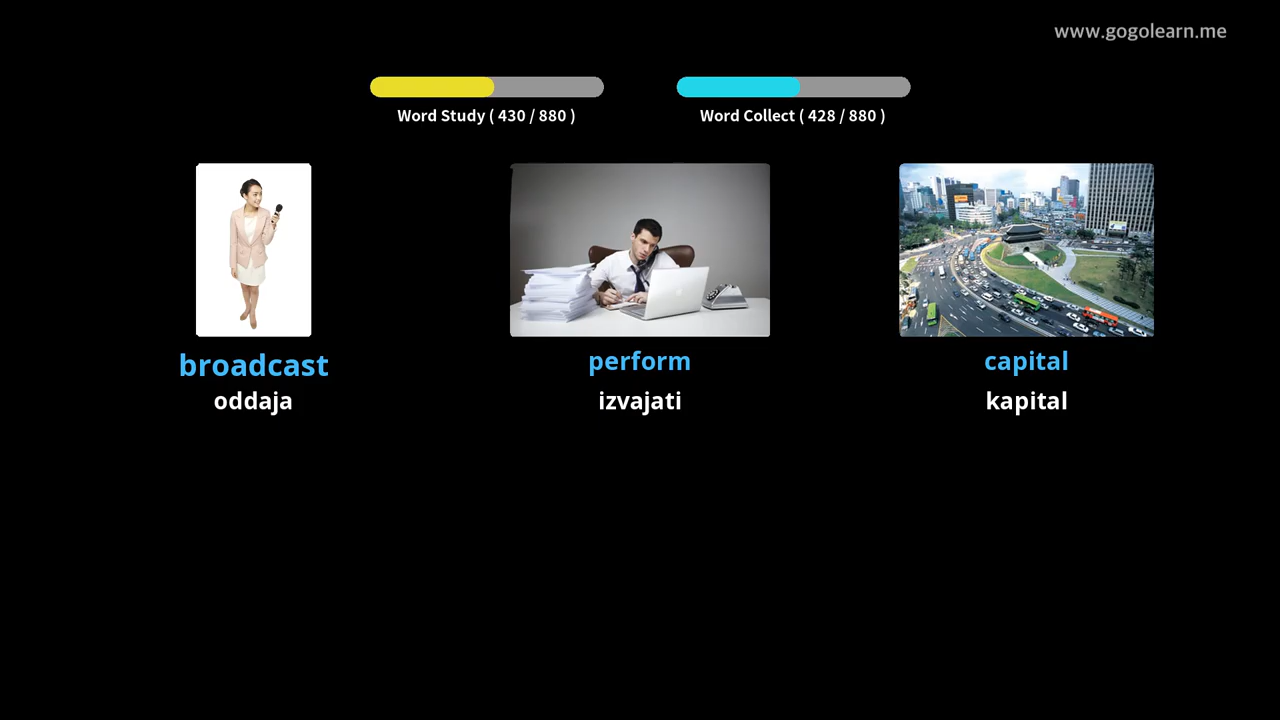 www.gogolearn.me
Word Study ( 430 / 880 )
Word Collect ( 428 / 880 )
broadcast
oddaja
perform
izvajati
capital
kapital